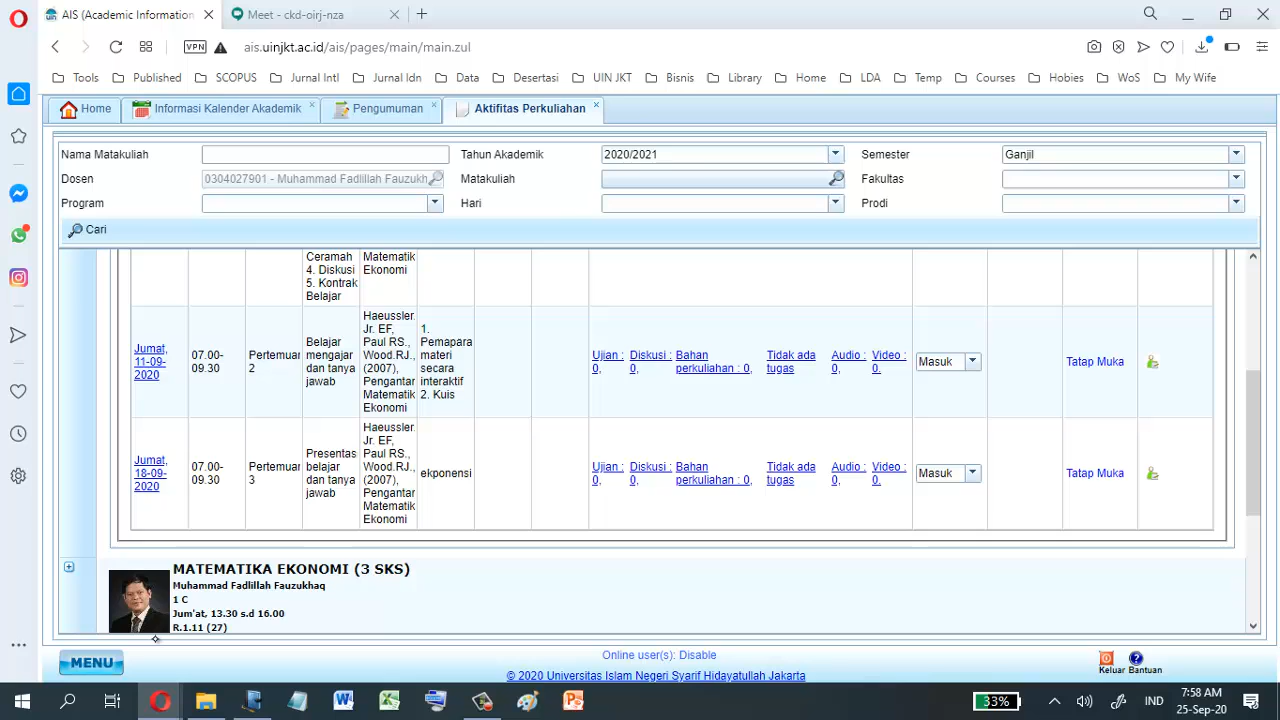 AIS (Academic Information
Meet - ckd-oirj-nza
VPN
ais.uinjkt.ac.id/ais/pages/main/main.zul
Tools Published SCOPUS Jurnal Intl Jurnal Idn Data Desertasi UIN JKT Bisnis Library Home LDA Temp Courses Hobies WoS My Wife
Home Informasi Kalender Akademik Pengumuman Aktifitas Perkuliahan
Nama Matakuliah Tahun Akademik 2020/2021 Semester Ganjil
Dosen 0304027901 - Muhammad Fadlillah Fauzukh Matakuliah Fakultas
Program Hari Prodi
Cari
Ceramah
4. Diskusi
5. Kontrak
Belajar
Matematik
Ekonomi
Jumat,
11-09-
2020
07.00-
09.30
Pertemuar
2
Belajar
mengajar
dan tanya
jawab
Haeussler.
Jr. EF,
Paul RS.,
Wood.RJ.,
(2007),
Pengantar
Matematik
Ekonomi
1.
Pemapara
materi
secara
interaktif
2. Kuis
Ujian :
0,
Diskusi :
0,
Bahan
perkuliahan : 0,
Tidak ada
tugas
Audio :
0,
Video :
0.
Masuk
Tatap Muka
Jumat,
18-09-
2020
07.00-
09.30
Pertemuar
3
Presentas
belajar
dan tanya
jawab
Haeussler.
Jr. EF,
Paul RS.,
Wood.RJ.,
(2007),
Pengantar
Matematik
Ekonomi
ekponensi
Ujian :
0,
Diskusi :
0,
Bahan
perkuliahan : 0,
Tidak ada
tugas
Audio :
0,
Video :
0.
Masuk
Tatap Muka
MATEMATIKA EKONOMI (3 SKS)
Muhammad Fadlillah Fauzukhaq
1 C
Jum'at, 13.30 s.d 16.00
R.1.11 (27)
MENU
Online user(s): Disable
© 2020 Universitas Islam Negeri Syarif Hidayatullah Jakarta
Keluar Bantuan
33%
IND
7:58 AM
25-Sep-20